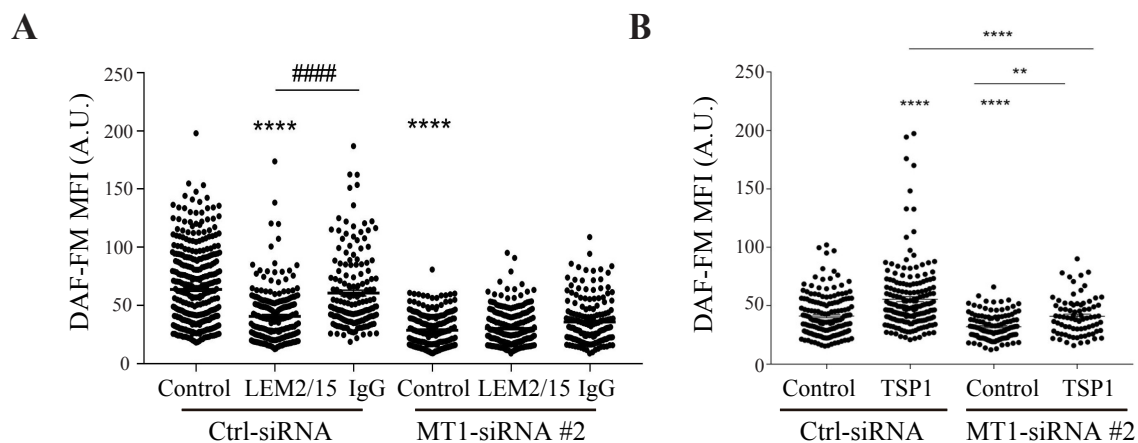 A
DAF-FM MFI (A.U.)
250
200
150
100
50
0
####
****
****
Control LEM2/15 IgG Control LEM2/15 IgG
Ctrl-siRNA MT1-siRNA #2
B
DAF-FM MFI (A.U.)
250
200
150
100
50
0
****
**
**** ****
Control TSP1 Control TSP1
Ctrl-siRNA MT1-siRNA #2